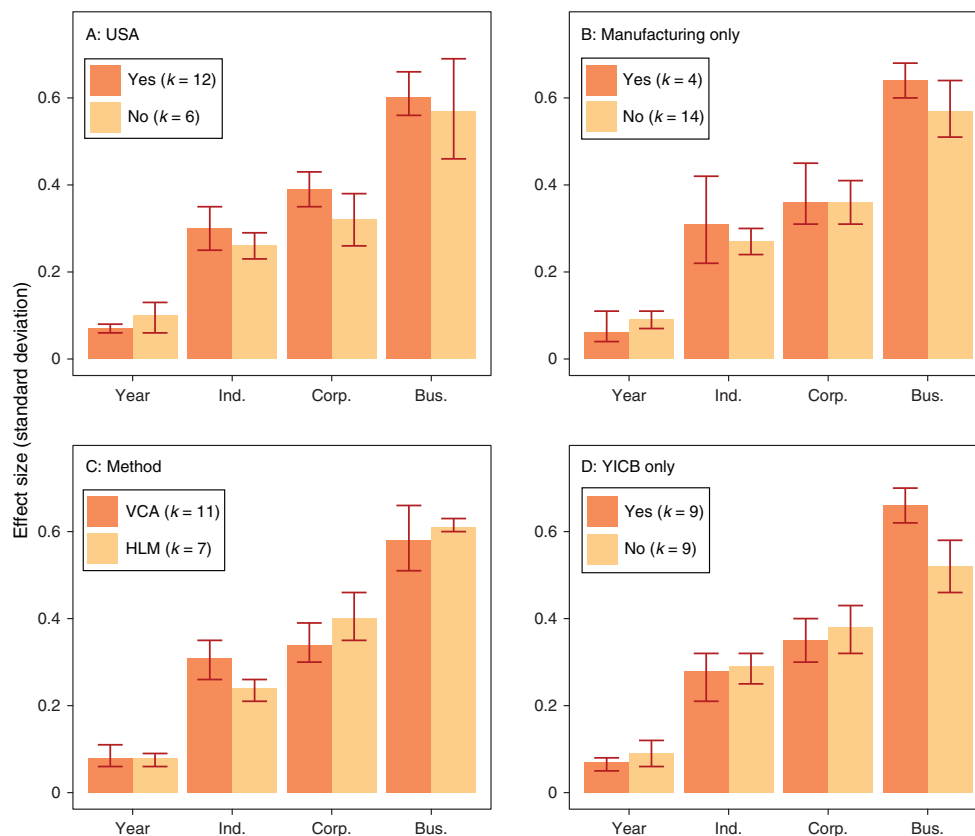 A: USA
Yes (k = 12)
No (k = 6)
0.6
0.4
0.2
0
Year Ind. Corp. Bus.
B: Manufacturing only
Yes (k = 4)
No (k = 14)
0.6
0.4
0.2
0
Year Ind. Corp. Bus.
Effect size (standard deviation)
C: Method
VCA (k = 11)
HLM (k = 7)
0.6
0.4
0.2
0
Year Ind. Corp. Bus.
D: YICB only
Yes (k = 9)
No (k = 9)
0.6
0.4
0.2
0
Year Ind. Corp. Bus.